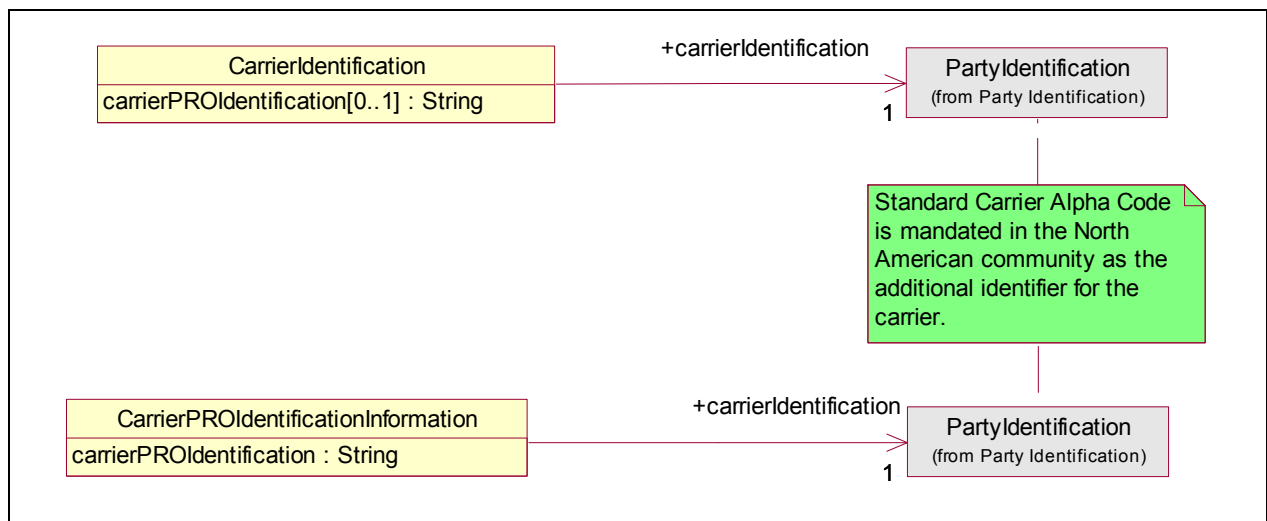 +carrierIdentification
CarrierIdentification
carrierPROIdentification[0..1] : String
PartyIdentification
(from Party Identification)
1
Standard Carrier Alpha Code
is mandated in the North
American community as the
additional identifier for the
carrier.
+carrierIdentification
CarrierPROIdentificationInformation
carrierPROIdentification : String
PartyIdentification
(from Party Identification)
1